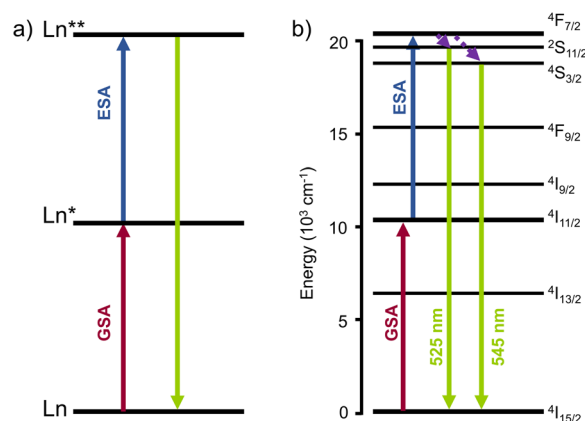 a)
Ln**
ESA
Ln*
GSA
Ln
b)
Energy (10³ cm⁻¹)
20
15
10
5
0
ESA
GSA
525 nm
545 nm
⁴F₇/₂
²S₁₁/₂
⁴S₃/₂
⁴F₉/₂
⁴I₉/₂
⁴I₁₁/₂
⁴I₁₃/₂
⁴I₁₅/₂